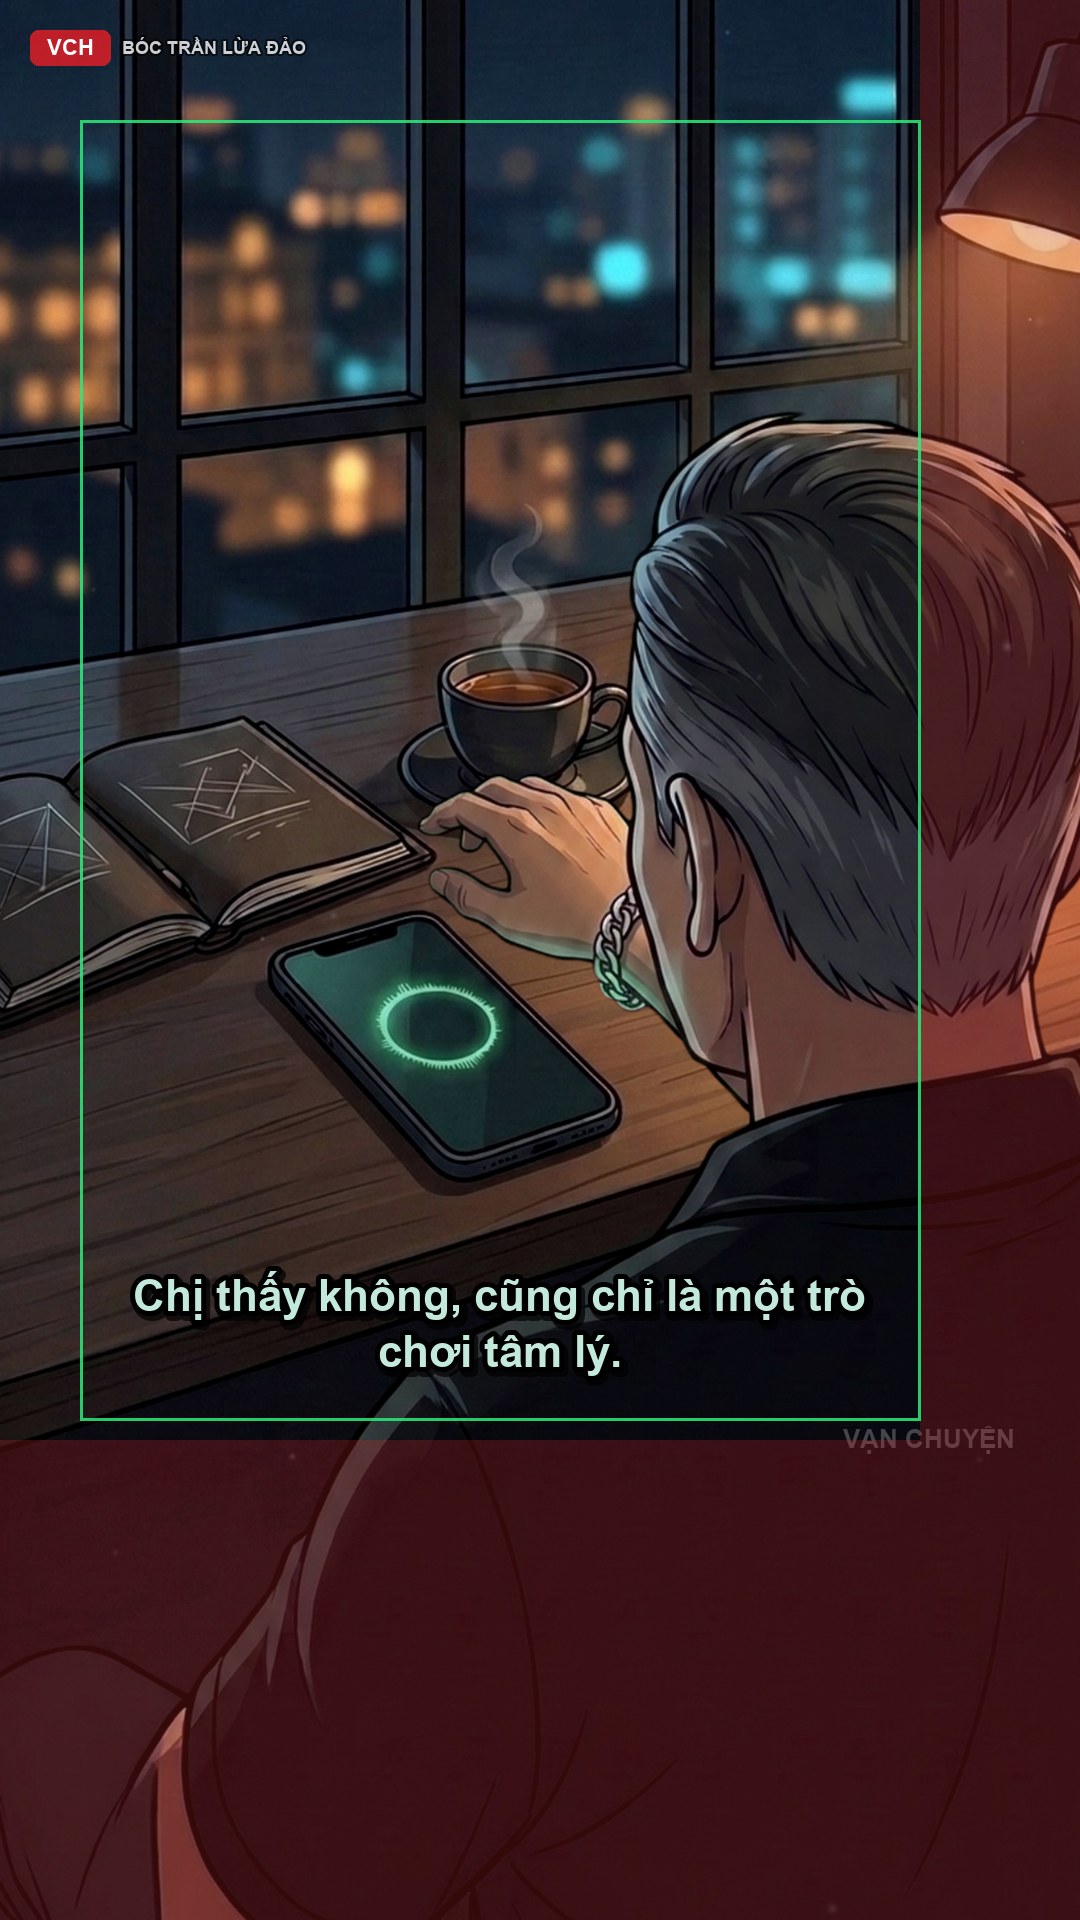 VCH BÓC TRẦN LỪA ĐẢO
Chị thấy không, cũng chỉ là một trò
chơi tâm lý.
VẠN CHUYỆN